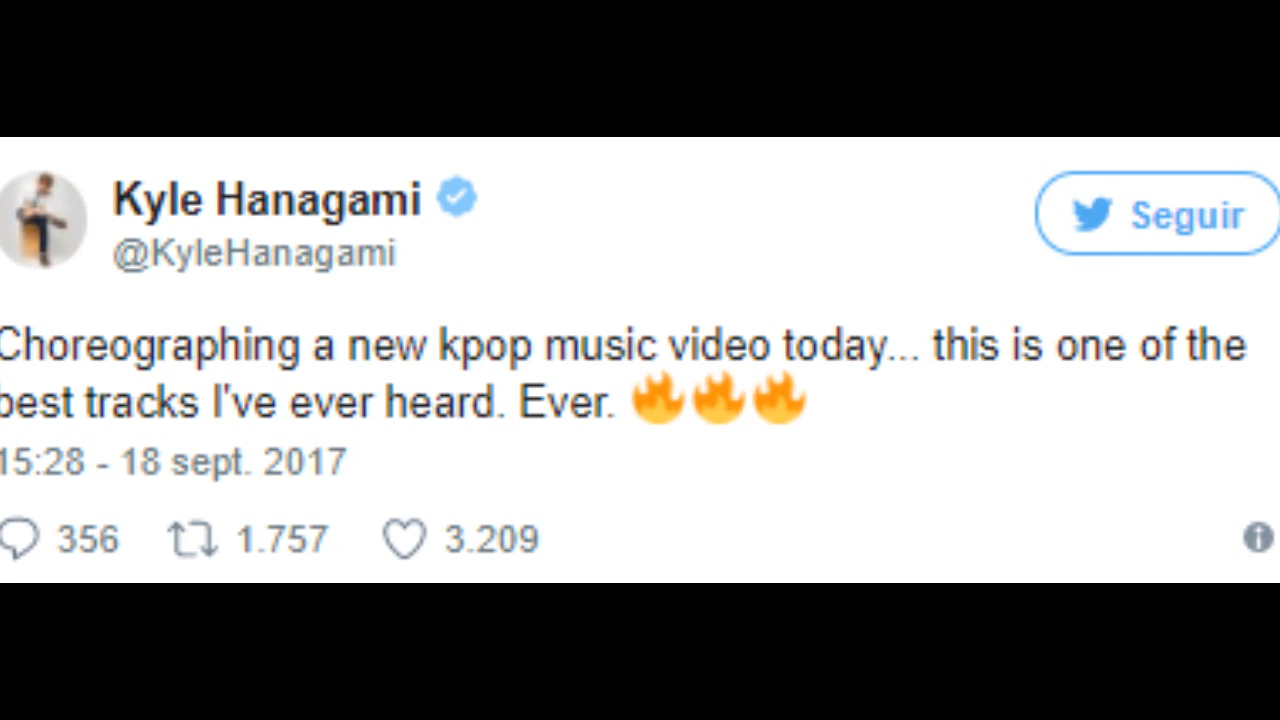 Kyle Hanagami
@KyleHanagami
Seguir
Choreographing a new kpop music video today... this is one of the
best tracks I've ever heard. Ever. 🔥🔥🔥
15:28 - 18 sept. 2017
356 1.757 3.209